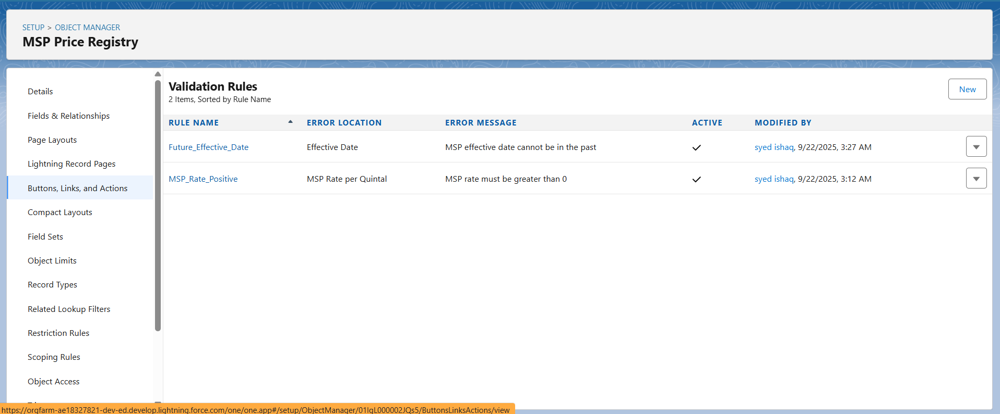 SETUP > OBJECT MANAGER
MSP Price Registry
Details
Fields & Relationships
Page Layouts
Lightning Record Pages
Buttons, Links, and Actions
Compact Layouts
Field Sets
Object Limits
Record Types
Related Lookup Filters
Restriction Rules
Scoping Rules
Object Access
Validation Rules
2 Items, Sorted by Rule Name
New
RULE NAME ERROR LOCATION ERROR MESSAGE ACTIVE MODIFIED BY
Future_Effective_Date Effective Date MSP effective date cannot be in the past syed ishaq, 9/22/2025, 3:27 AM
MSP_Rate_Positive MSP Rate per Quintal MSP rate must be greater than 0 syed ishaq, 9/22/2025, 3:12 AM
https://orgfarm-ae18327821-dev-ed.develop.lightning.force.com/one/one.app#/setup/ObjectManager/01IgL000002JQs5/ButtonsLinksActions/view